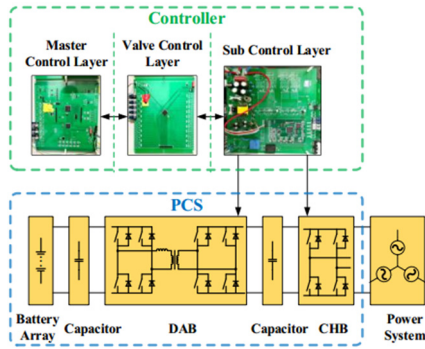 Controller
Master
Control Layer
Valve Control
Layer
Sub Control Layer
PCS
Battery
Array
Capacitor
DAB
Capacitor
CHB
Power
System